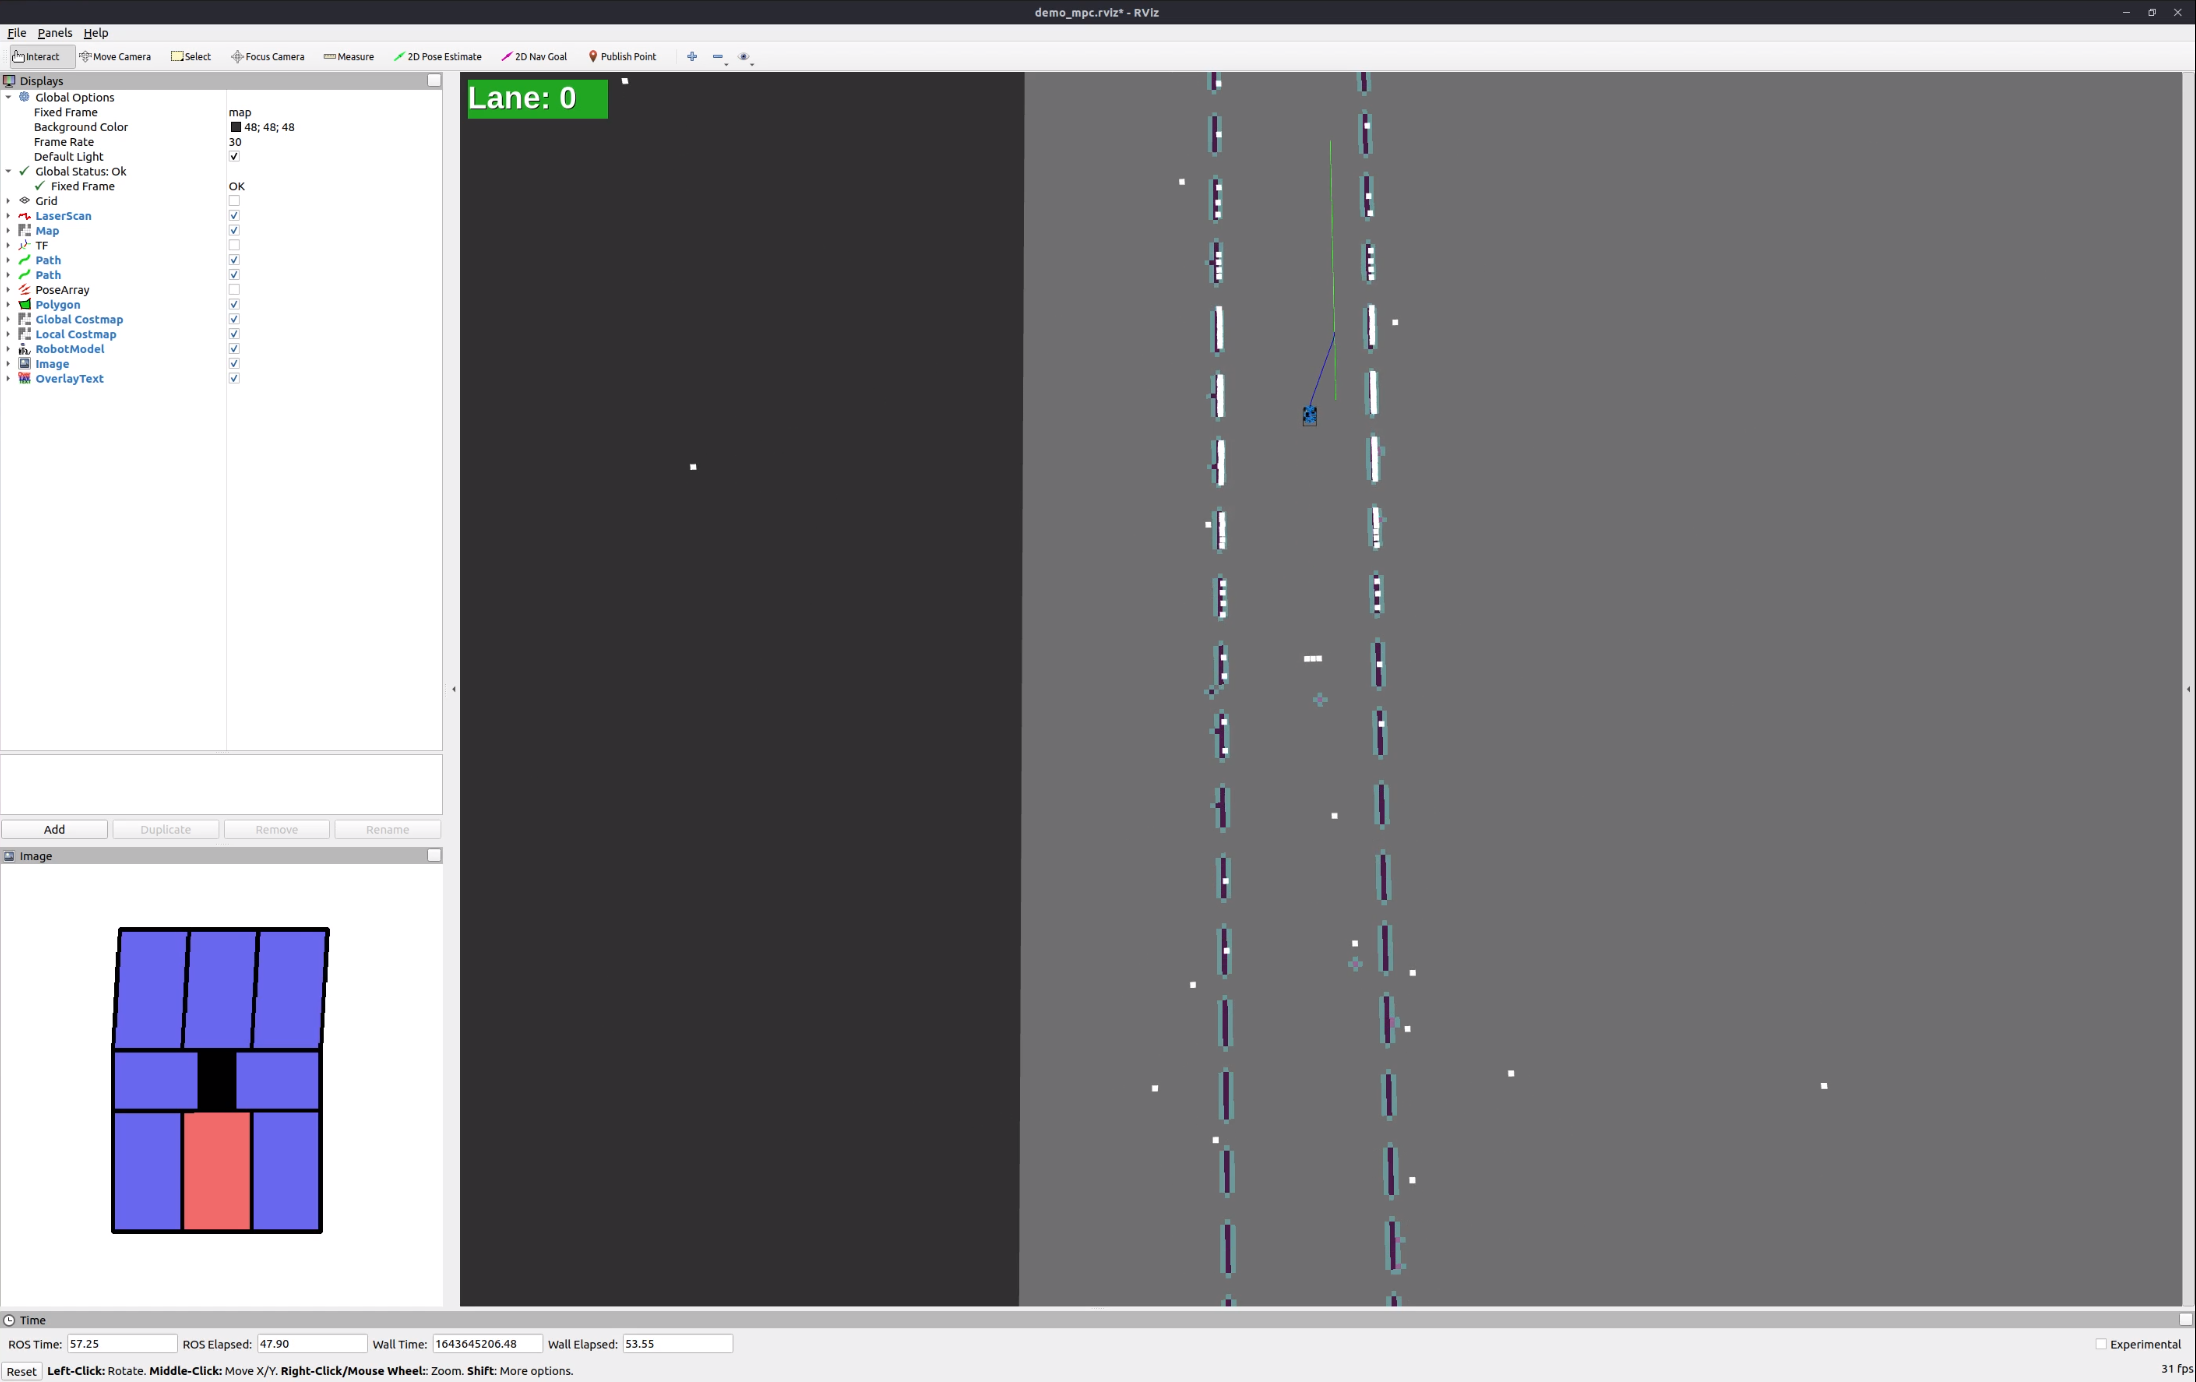 demo_mpc.rviz* - RViz
File Panels Help
Interact Move Camera Select Focus Camera Measure 2D Pose Estimate 2D Nav Goal Publish Point
Displays
Global Options
Fixed Frame map
Background Color 48; 48; 48
Frame Rate 30
Default Light
Global Status: Ok
Fixed Frame OK
Grid
LaserScan
Map
TF
Path
Path
PoseArray
Polygon
Global Costmap
Local Costmap
RobotModel
Image
OverlayText
Lane: 0
Add Duplicate Remove Rename
Image
Time
ROS Time: 57.25 ROS Elapsed: 47.90 Wall Time: 1643645206.48 Wall Elapsed: 53.55 Experimental
Reset Left-Click: Rotate. Middle-Click: Move X/Y. Right-Click/Mouse Wheel:: Zoom. Shift: More options. 31 fps